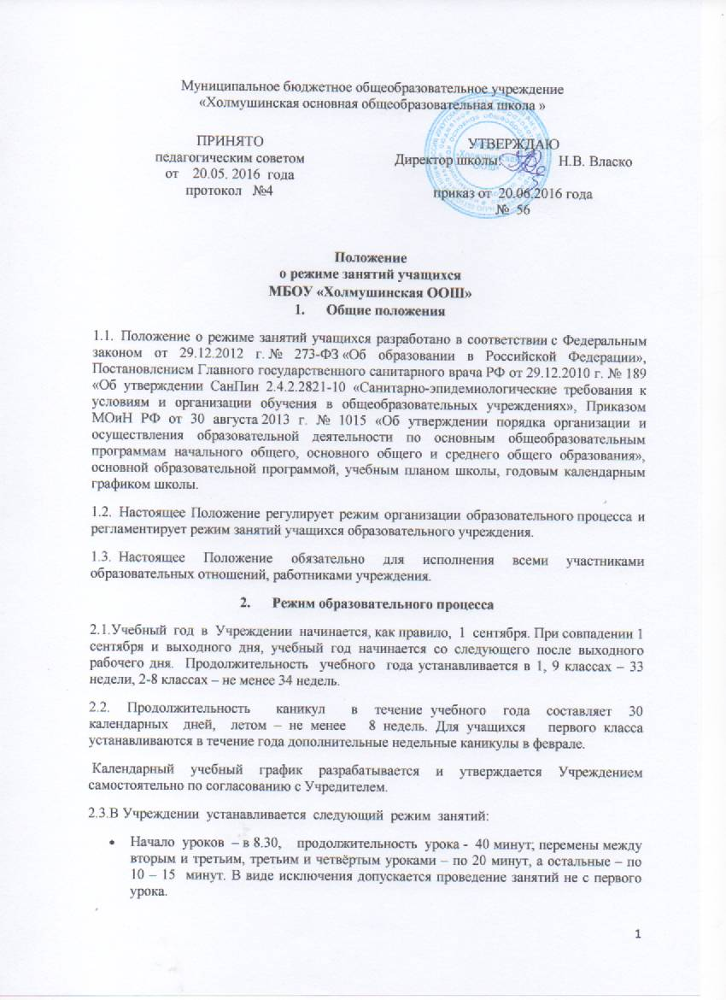 Муниципальное бюджетное общеобразовательное учреждение
«Холмушинская основная общеобразовательная школа »
ПРИНЯТО
педагогическим советом
от 20.05. 2016 года
протокол №4
УТВЕРЖДАЮ
Директор школы: Н.В. Власко
приказ от 20.06.2016 года
№ 56
Положение
о режиме занятий учащихся
МБОУ «Холмушинская ООШ»
1. Общие положения
1.1. Положение о режиме занятий учащихся разработано в соответствии с Федеральным
законом от 29.12.2012 г. № 273-ФЗ «Об образовании в Российской Федерации»,
Постановлением Главного государственного санитарного врача РФ от 29.12.2010 г. № 189
«Об утверждении СанПин 2.4.2.2821-10 «Санитарно-эпидемиологические требования к
условиям и организации обучения в общеобразовательных учреждениях», Приказом
МОиН РФ от 30 августа 2013 г. № 1015 «Об утверждении порядка организации и
осуществления образовательной деятельности по основным общеобразовательным
программам начального общего, основного общего и среднего общего образования»,
основной образовательной программой, учебным планом школы, годовым календарным
графиком школы.
1.2. Настоящее Положение регулирует режим организации образовательного процесса и
регламентирует режим занятий учащихся образовательного учреждения.
1.3. Настоящее Положение обязательно для исполнения всеми участниками
образовательных отношений, работниками учреждения.
2. Режим образовательного процесса
2.1.Учебный год в Учреждении начинается, как правило, 1 сентября. При совпадении 1
сентября и выходного дня, учебный год начинается со следующего после выходного
рабочего дня. Продолжительность учебного года устанавливается в 1, 9 классах – 33
недели, 2-8 классах – не менее 34 недель.
2.2. Продолжительность каникул в течение учебного года составляет 30
календарных дней, летом – не менее 8 недель. Для учащихся первого класса
устанавливаются в течение года дополнительные недельные каникулы в феврале.
Календарный учебный график разрабатывается и утверждается Учреждением
самостоятельно по согласованию с Учредителем.
2.3.В Учреждении устанавливается следующий режим занятий:
• Начало уроков – в 8.30, продолжительность урока - 40 минут; перемены между
вторым и третьим, третьим и четвёртым уроками – по 20 минут, а остальные – по
10 – 15 минут. В виде исключения допускается проведение занятий не с первого
урока.
1